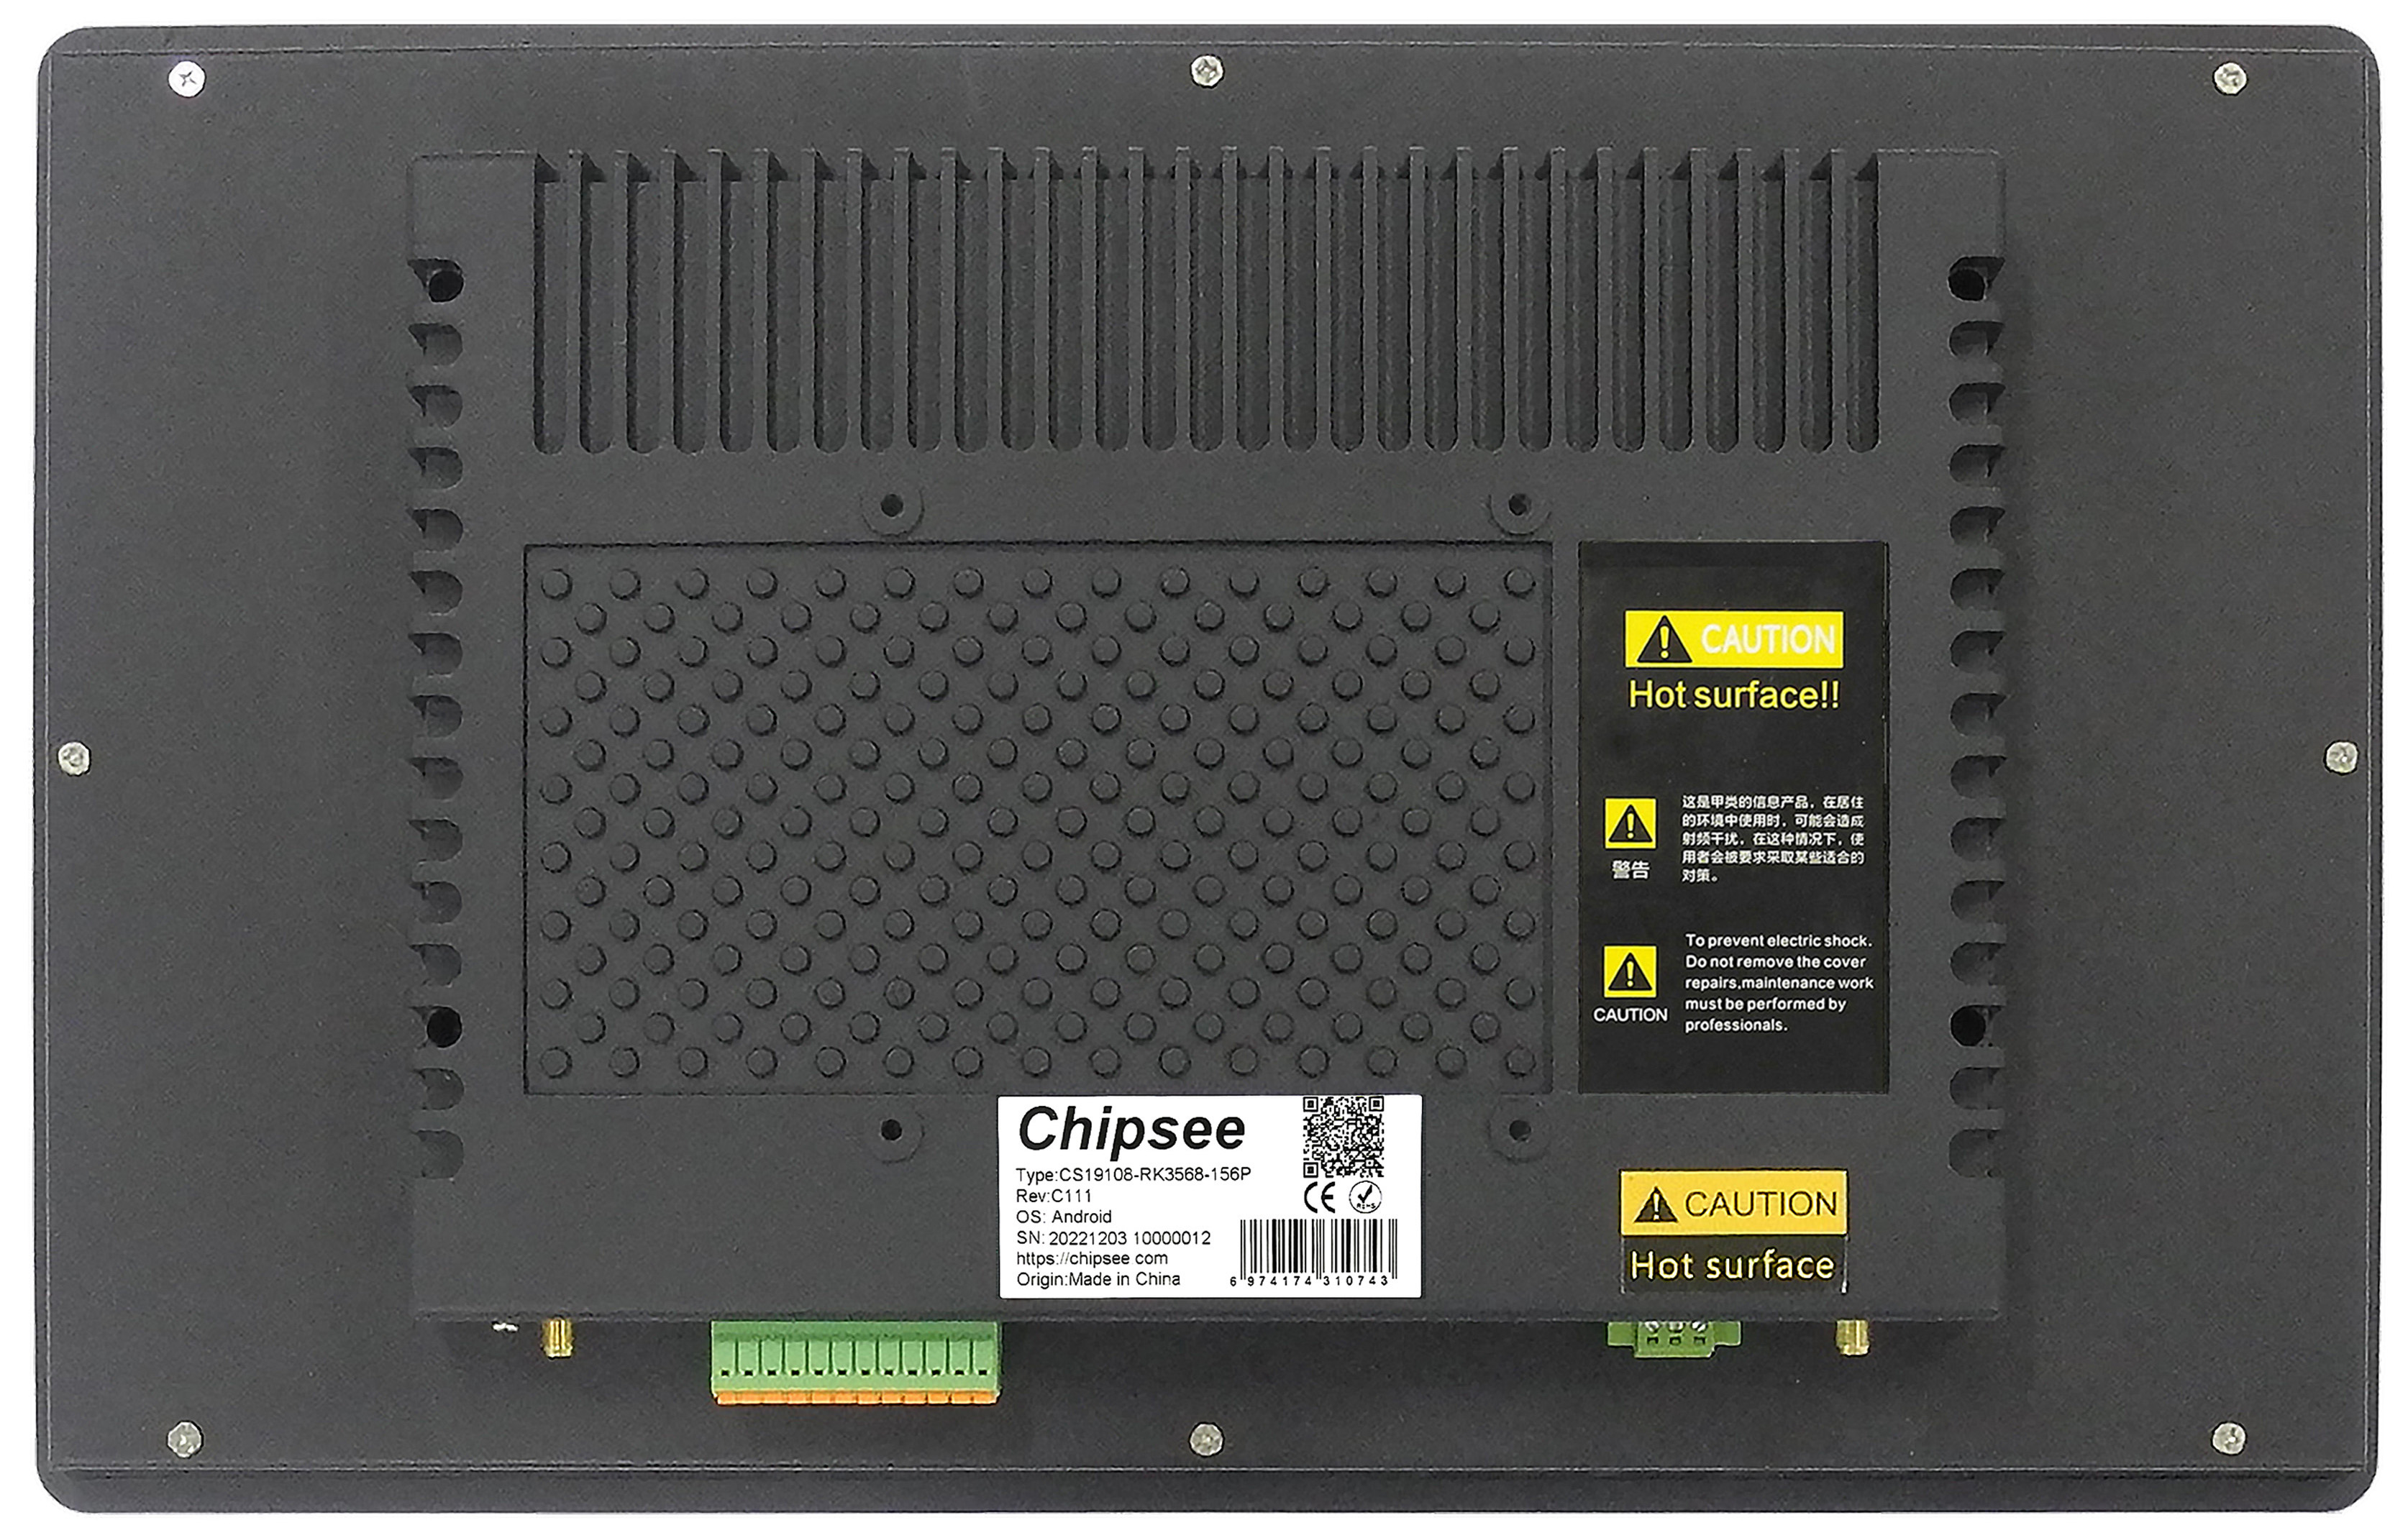 CAUTION
Hot surface!!
警告
这是甲类的信息产品，在居住
的环境中使用时，可能会造成
射频干扰，在这种情况下，使
用者会被要求采取某些适合的
对策。
CAUTION
To prevent electric shock.
Do not remove the cover
repairs,maintenance work
must be performed by
professionals.
Chipsee
Type:CS19108-RK3568-156P
Rev:C111
OS: Android
SN: 20221203 10000012
https://chipsee com
Origin:Made in China
CE
RoHS
6 974174 310743
CAUTION
Hot surface